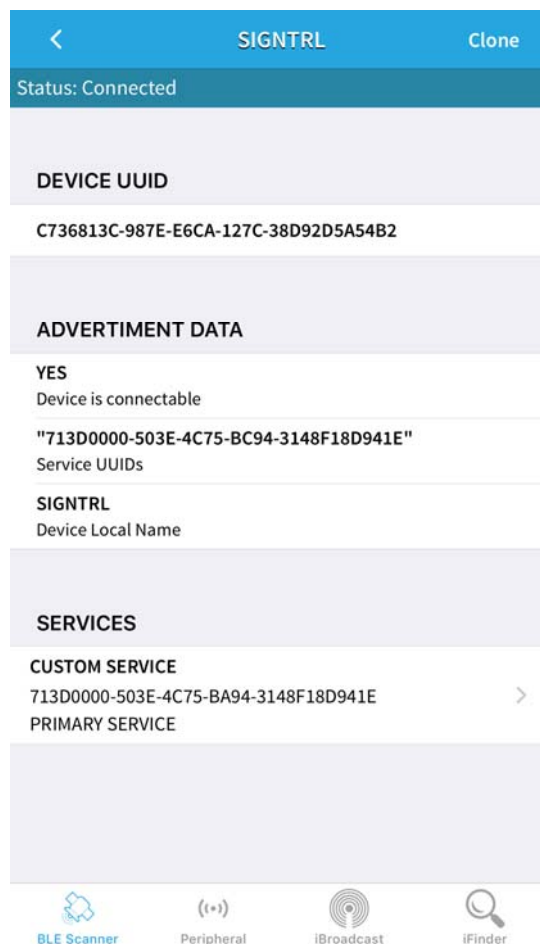 SIGNTRL
Clone
Status: Connected
DEVICE UUID
C736813C-987E-E6CA-127C-38D92D5A54B2
ADVERTIMENT DATA
YES
Device is connectable
"713D0000-503E-4C75-BC94-3148F18D941E"
Service UUIDs
SIGNTRL
Device Local Name
SERVICES
CUSTOM SERVICE
713D0000-503E-4C75-BA94-3148F18D941E
PRIMARY SERVICE
BLE Scanner
Peripheral
iBroadcast
iFinder